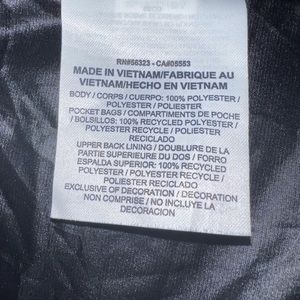 RN#56323 - CA#05553
MADE IN VIETNAM/FABRIQUE AU
VIETNAM/HECHO EN VIETNAM
BODY / CORPS / CUERPO: 100% POLYESTER /
POLYESTER / POLIESTER
POCKET BAGS / COMPARTIMENTS DE POCHE
/ BOLSILLOS: 100% RECYCLED POLYESTER /
POLYESTER RECYCLE / POLIESTER
RECICLADO
UPPER BACK LINING / DOUBLURE DE LA
PARTIE SUPERIEURE DU DOS / FORRO
ESPALDA SUPERIOR: 100% RECYCLED
POLYESTER / POLYESTER RECYCLE /
POLIESTER RECICLADO
EXCLUSIVE OF DECORATION / DECORATION
NON COMPRISE / NO INCLUYE LA
DECORACION